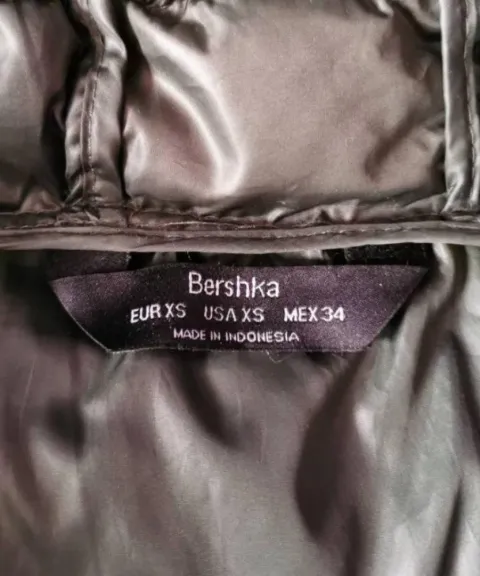 Bershka
EUR XS USA XS MEX 34
MADE IN INDONESIA